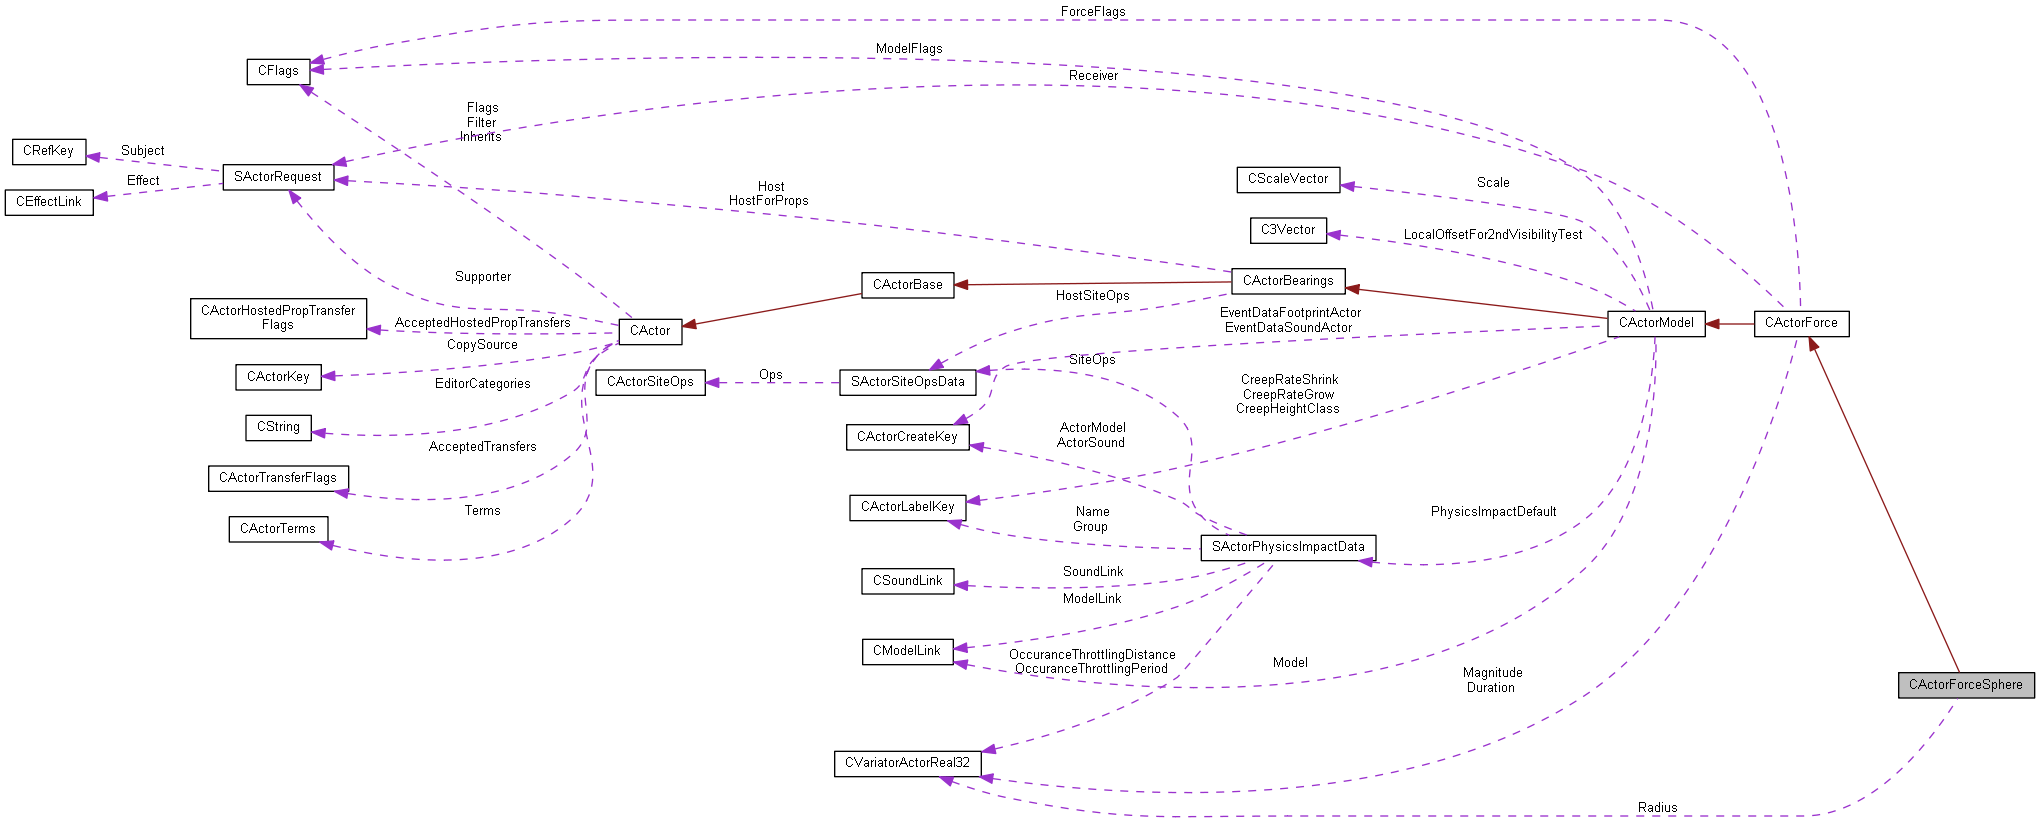 ForceFlags
ModelFlags
CFlags
Receiver
Flags
Filter
Inherits
CRefKey
Subject
SActorRequest
Effect
CEffectLink
Host
HostForProps
CScaleVector
Scale
C3Vector
LocalOffsetFor2ndVisibilityTest
Supporter
CActorBase
CActorBearings
HostSiteOps
CActorHostedPropTransfer
Flags
AcceptedHostedPropTransfers
CActor
EventDataFootprintActor
EventDataSoundActor
CActorModel
CActorForce
CopySource
CActorKey
EditorCategories
CActorSiteOps
Ops
SActorSiteOpsData
SiteOps
CreepRateShrink
CreepRateGrow
CreepHeightClass
CString
CActorCreateKey
ActorModel
ActorSound
AcceptedTransfers
CActorTransferFlags
CActorLabelKey
Name
Group
PhysicsImpactDefault
Terms
CActorTerms
SActorPhysicsImpactData
CSoundLink
SoundLink
ModelLink
CModelLink
OccuranceThrottlingDistance
OccuranceThrottlingPeriod
Model
Magnitude
Duration
CActorForceSphere
CVariatorActorReal32
Radius